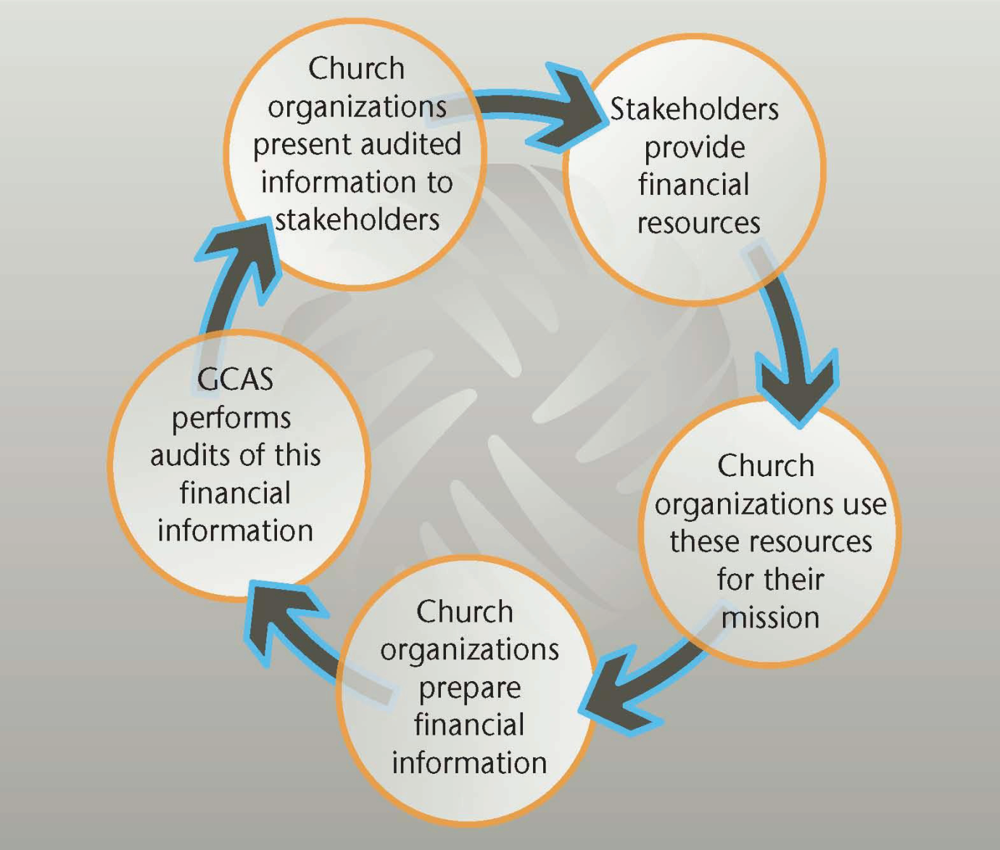 Church
organizations
present audited
information to
stakeholders
Stakeholders
provide
financial
resources
Church
organizations use
these resources
for their
mission
Church
organizations
prepare
financial
information
GCAS
performs
audits of this
financial
information